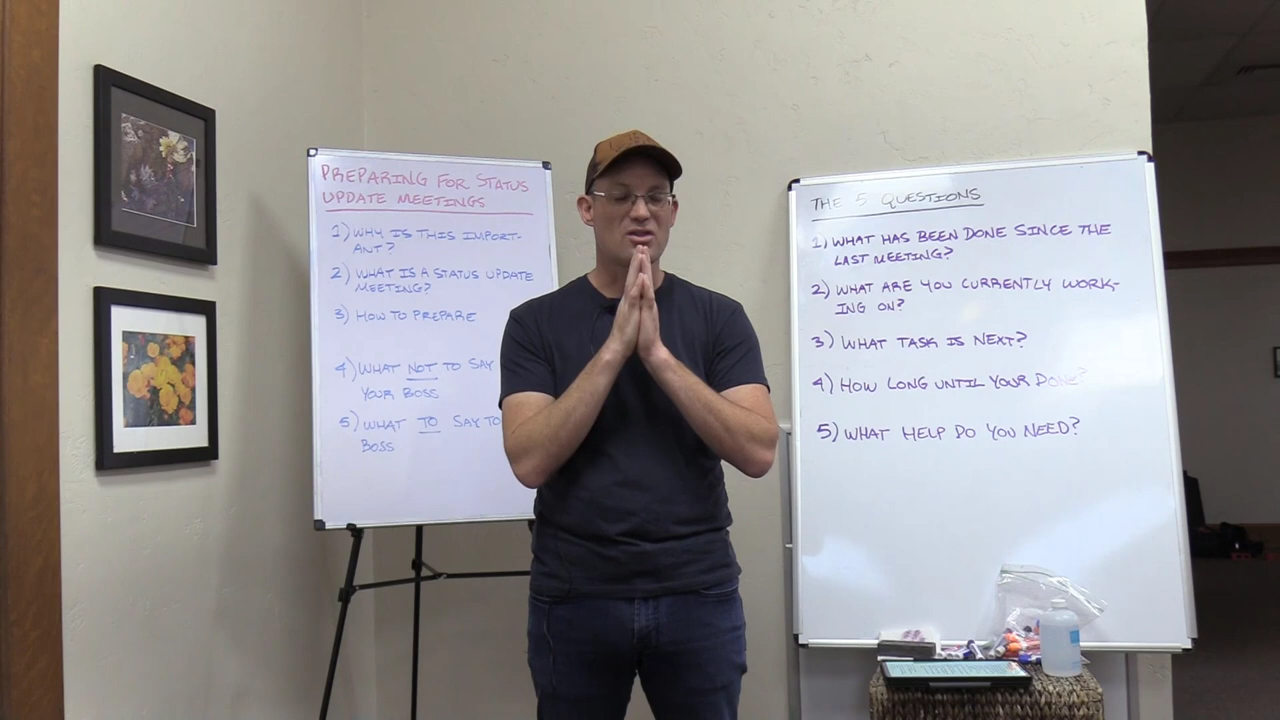 PREPARING FOR STATUS
UPDATE MEETINGS
1) WHY IS THIS IMPORT-
ANT?
2) WHAT IS A STATUS UPDATE
MEETING?
3) HOW TO PREPARE
4) WHAT NOT TO SAY
YOUR BOSS
5) WHAT TO SAY TO
BOSS
THE 5 QUESTIONS
1) WHAT HAS BEEN DONE SINCE THE
LAST MEETING?
2) WHAT ARE YOU CURRENTLY WORK-
ING ON?
3) WHAT TASK IS NEXT?
4) HOW LONG UNTIL YOUR DONE?
5) WHAT HELP DO YOU NEED?